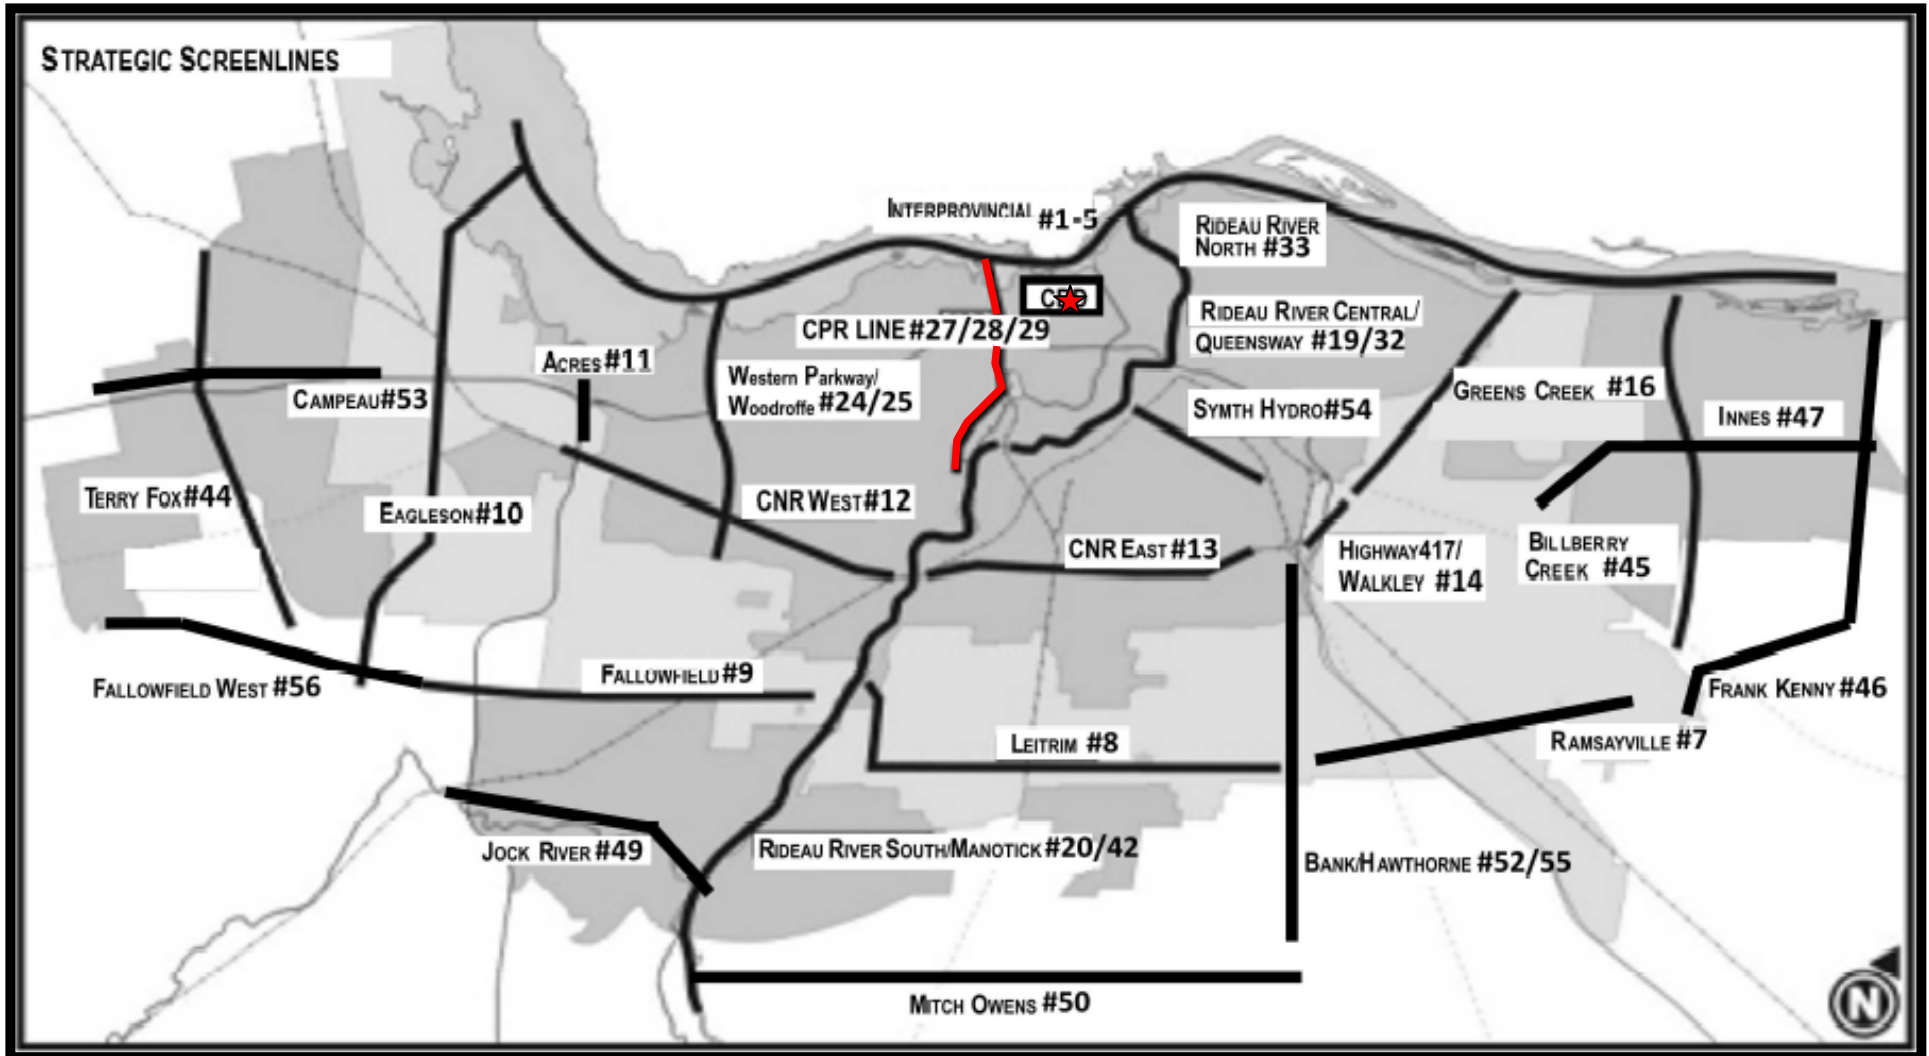 STRATEGIC SCREENLINES
INTERPROVINCIAL #1-5
RIDEAU RIVER
NORTH #33
CPR LINE #27/28/29
RIDEAU RIVER CENTRAL/
QUEENSWAY #19/32
ACRES #11
Western Parkway/
Woodroffe #24/25
CAMPEAU #53
SYMTH HYDRO #54
GREENS CREEK #16
INNES #47
TERRY FOX #44
EAGLESON #10
CNR WEST #12
CNR EAST #13
HIGHWAY417/
WALKLEY #14
BILLBERRY
CREEK #45
FALLOWFIELD WEST #56
FALLOWFIELD #9
FRANK KENNY #46
LEITRIM #8
RAMSAYVILLE #7
JOCK RIVER #49
RIDEAU RIVER SOUTH/MANOTICK #20/42
BANK/HAWTHORNE #52/55
MITCH OWENS #50
N